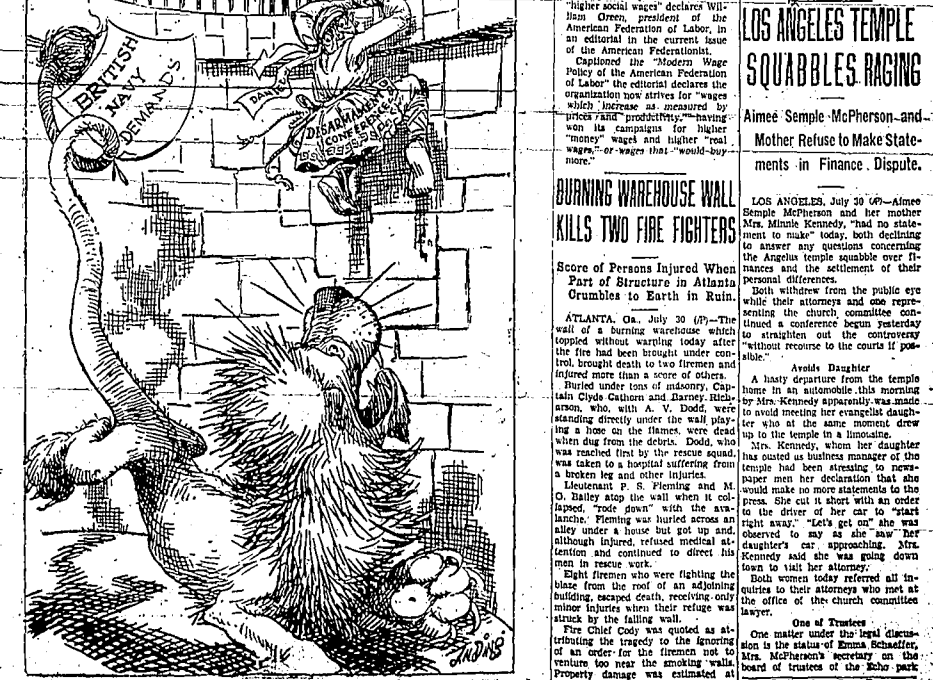 BRITISH
NAVY
DEMANDS
DISARMAMENT
CONFERENCE
"higher social wages" declares Wil-
liam Green, president of the
American Federation of Labor, in
an editorial in the current issue
of the American Federationist.
Captioned the "Modern Wage
Policy of the American Federation
of Labor" the editorial declares the
organization now strives for "wages
which increase as measured by
prices and productivity," having
won its campaigns for higher
"money" wages and higher "real
wages," or wages that "would buy
more."
BURNING WAREHOUSE WALL
KILLS TWO FIRE FIGHTERS
Score of Persons Injured When
Part of Structure in Atlanta
Crumbles to Earth in Ruin.
ATLANTA, Ga., July 30 (/P)—The
wall of a burning warehouse which
toppled without warning today after
the fire had been brought under con-
trol, brought death to two firemen and
injured more than a score of others.
Buried under tons of masonry, Cap-
tain Clyde Cathorn and Barney Rich-
arson, who, with A. V. Dodd, were
standing directly under the wall play-
ing a hose on the flames, were dead
when dug from the debris. Dodd, who
was reached first by the rescue squad,
was taken to a hospital suffering from
a broken leg and other injuries.
Lieutenant P. S. Fleming and M.
O. Bailey atop the wall when it col-
lapsed, "rode down" with the ava-
lanche. Fleming was hurled across an
alley under a house but got up and,
although injured, refused medical at-
tention and continued to direct his
men in rescue work.
Eight firemen who were fighting the
blaze from the roof of an adjoining
building, escaped death, receiving only
minor injuries when their refuge was
struck by the falling wall.
Fire Chief Cody was quoted as at-
tributing the tragedy to the ignoring
of an order for the firemen not to
venture too near the smoking walls.
Property damage was estimated at
LOS ANGELES TEMPLE
SQUABBLES RAGING
Aimee Semple McPherson and
Mother Refuse to Make State-
ments in Finance Dispute.
LOS ANGELES, July 30 (/P)—Aimee
Semple McPherson and her mother
Mrs. Minnie Kennedy, "had no state-
ment to make" today, both declining
to answer any questions concerning
the Angelus temple squabble over fi-
nances and the settlement of their
personal differences.
Both withdrew from the public eye
while their attorneys and one repre-
senting the church committee con-
tinued a conference begun yesterday
to straighten out the controversy
"without recourse to the courts if pos-
sible."
Avoids Daughter
A hasty departure from the temple
home in an automobile this morning
by Mrs. Kennedy apparently was made
to avoid meeting her evangelist daugh-
ter who at the same moment drew
up to the temple in a limousine.
Mrs. Kennedy, whom her daughter
has ousted as business manager of the
temple had been stressing to news-
paper men her declaration that she
would make no more statements to the
press. She cut it short with an order
to the driver of her car to "start
right away." "Let's get on" she was
observed to say as she saw her
daughter's car approaching. Mrs.
Kennedy said she was going down
town to visit her attorney.
Both women today referred all in-
quiries to their attorneys who met at
the office of the church committee
lawyer.
One of Trustees
One matter under the legal discus-
sion is the status of Emma Schaeffer,
Mrs. McPherson's secretary on the
board of trustees of the Echo park